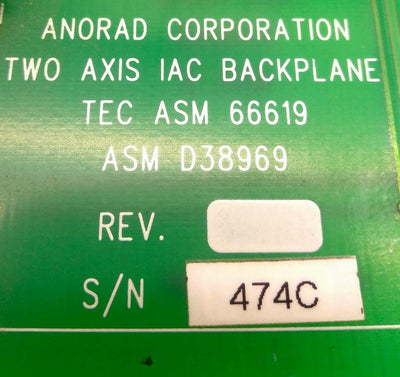 ANORAD CORPORATION
TWO AXIS IAC BACKPLANE
TEC ASM 66619
ASM D38969
REV.
S/N 474C